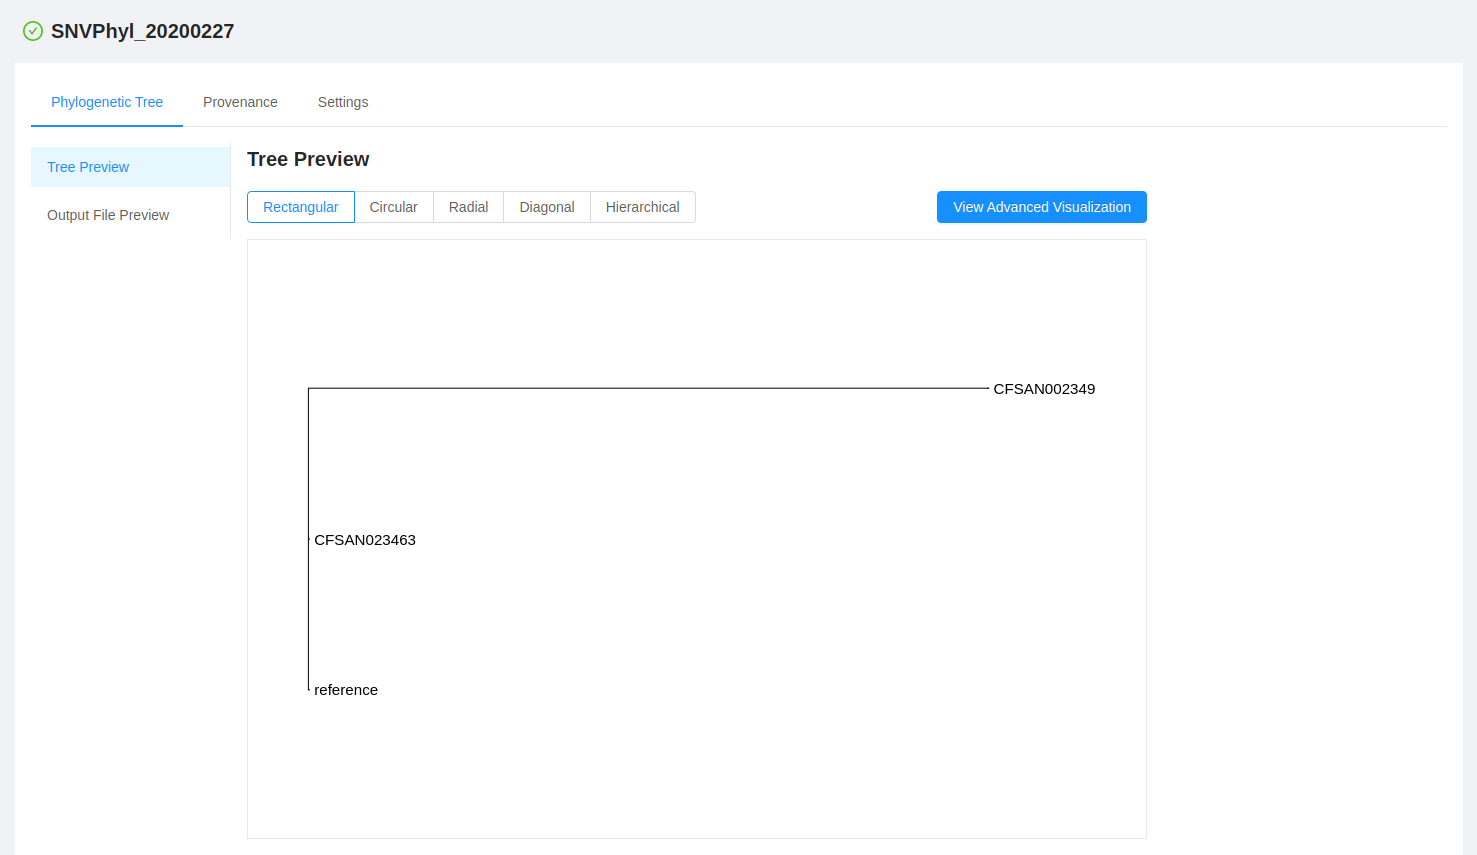 SNVPhyl_20200227
Phylogenetic Tree Provenance Settings
Tree Preview
Output File Preview
Tree Preview
Rectangular Circular Radial Diagonal Hierarchical
View Advanced Visualization
CFSAN002349
CFSAN023463
reference